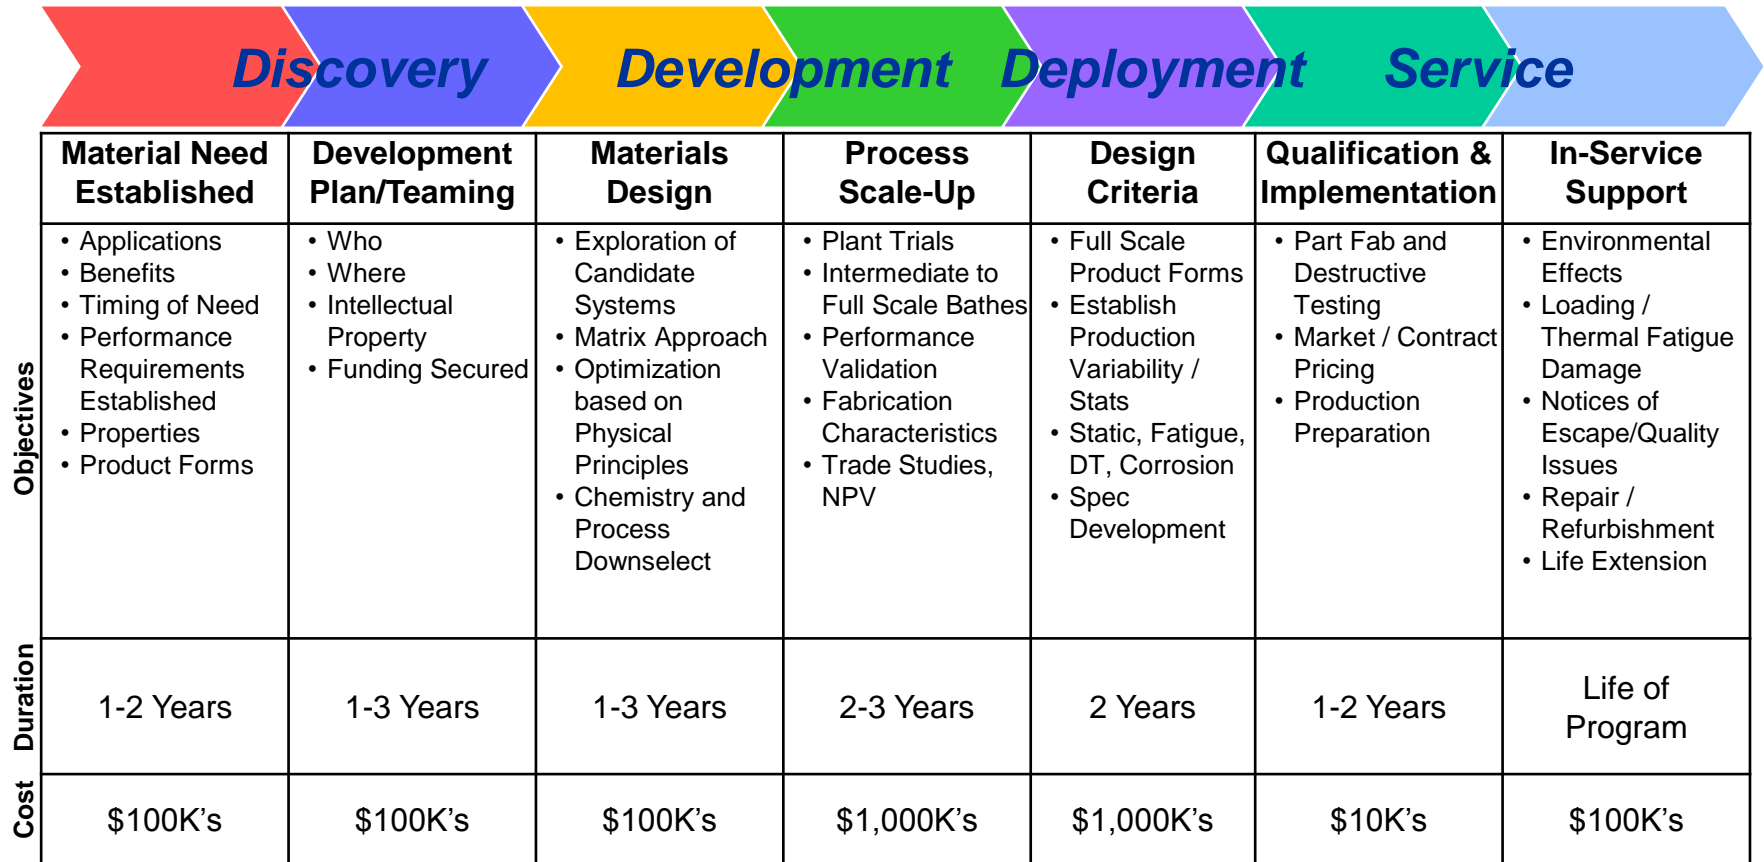 Discovery
Development
Deployment
Service
Material Need
Established
Development
Plan/Teaming
Materials
Design
Process
Scale-Up
Design
Criteria
Qualification &
Implementation
In-Service
Support
Objectives
• Applications
• Benefits
• Timing of Need
• Performance
Requirements
Established
• Properties
• Product Forms
• Who
• Where
• Intellectual
Property
• Funding Secured
• Exploration of
Candidate
Systems
• Matrix Approach
• Optimization
based on
Physical
Principles
• Chemistry and
Process
Downselect
• Plant Trials
• Intermediate to
Full Scale Bathes
• Performance
Validation
• Fabrication
Characteristics
• Trade Studies,
NPV
• Full Scale
Product Forms
• Establish
Production
Variability /
Stats
• Static, Fatigue,
DT, Corrosion
• Spec
Development
• Part Fab and
Destructive
Testing
• Market / Contract
Pricing
• Production
Preparation
• Environmental
Effects
• Loading /
Thermal Fatigue
Damage
• Notices of
Escape/Quality
Issues
• Repair /
Refurbishment
• Life Extension
Duration
1-2 Years
1-3 Years
1-3 Years
2-3 Years
2 Years
1-2 Years
Life of
Program
Cost
$100K’s
$100K’s
$100K’s
$1,000K’s
$1,000K’s
$10K’s
$100K’s